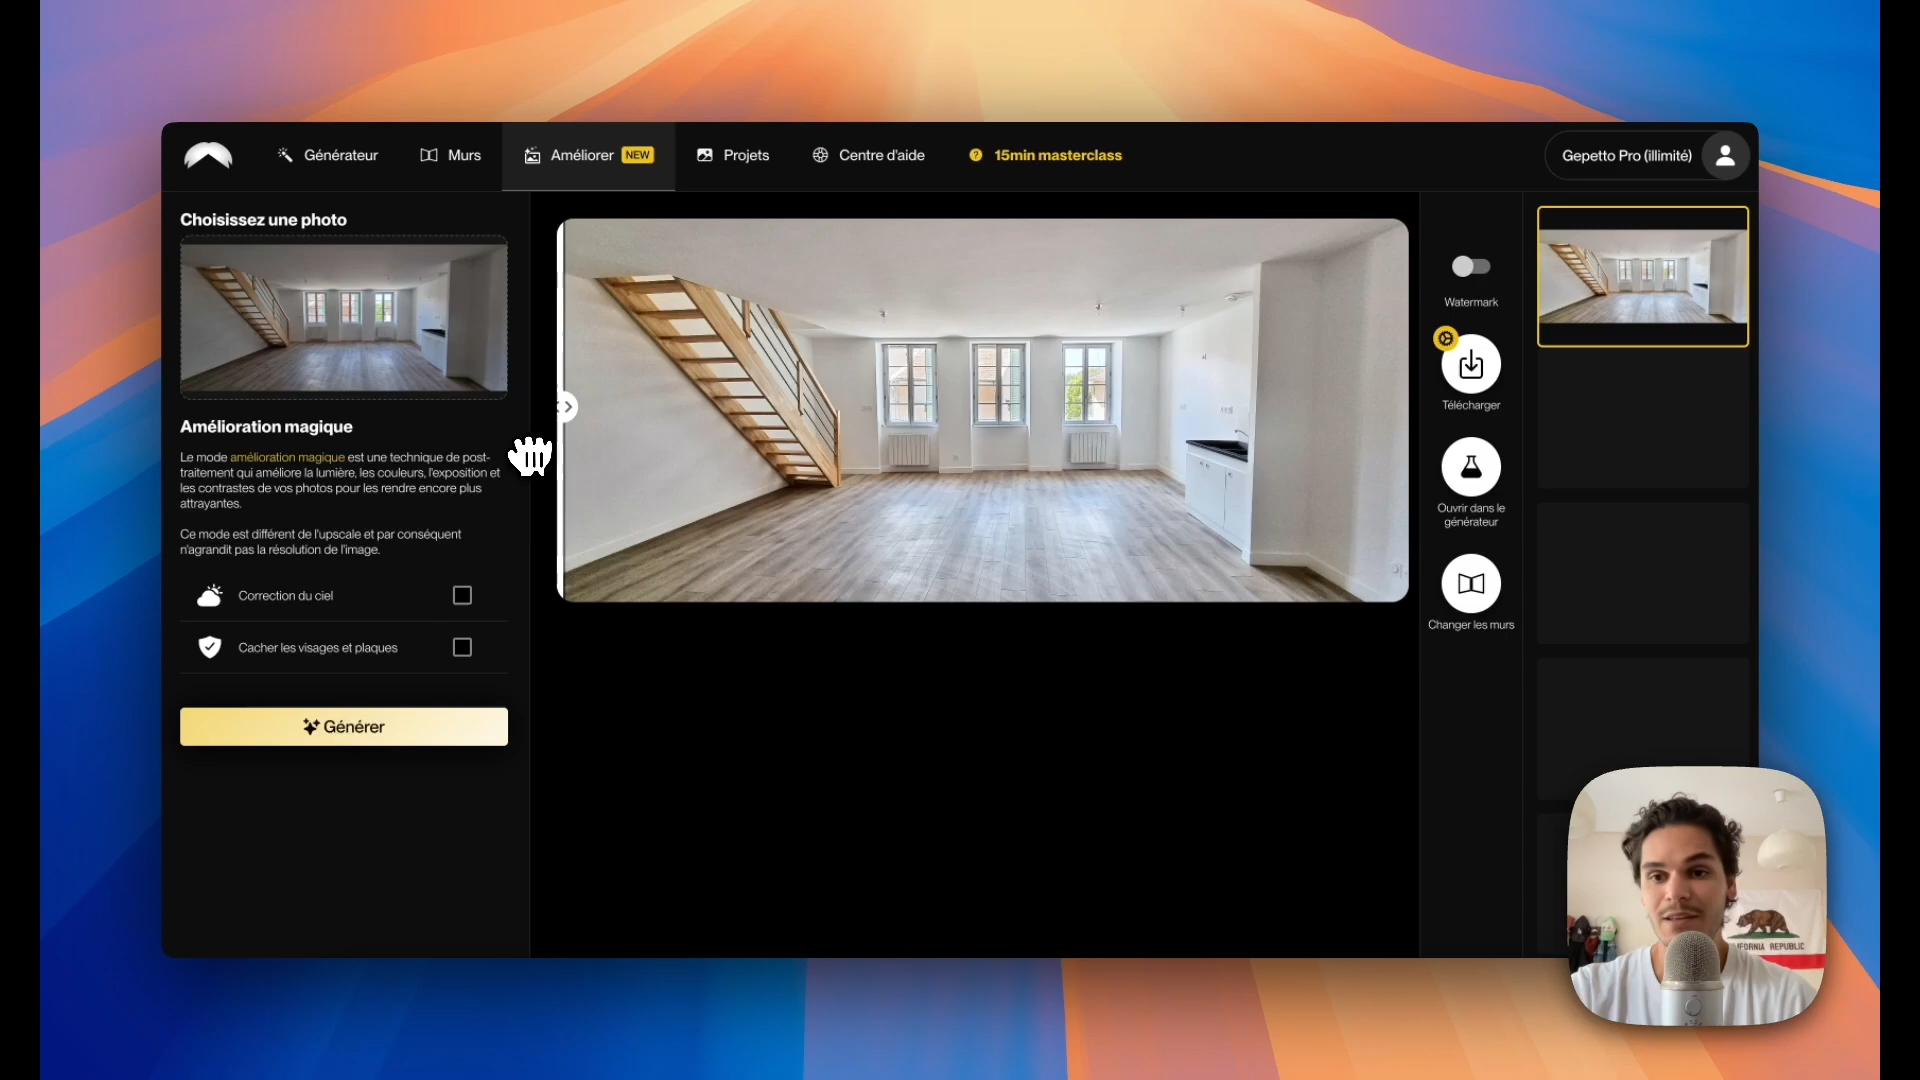 Générateur
Murs
Améliorer NEW
Projets
Centre d'aide
15min masterclass
Gepetto Pro (illimité)
Choisissez une photo
Amélioration magique
Le mode amélioration magique est une technique de post-
traitement qui améliore la lumière, les couleurs, l'exposition et
les contrastes de vos photos pour les rendre encore plus
attrayantes.
Ce mode est différent de l'upscale et par conséquent
n'agrandit pas la résolution de l'image.
Correction du ciel
Cacher les visages et plaques
Générer
Watermark
Télécharger
Ouvrir dans le
générateur
Changer les murs
REPUBLIC